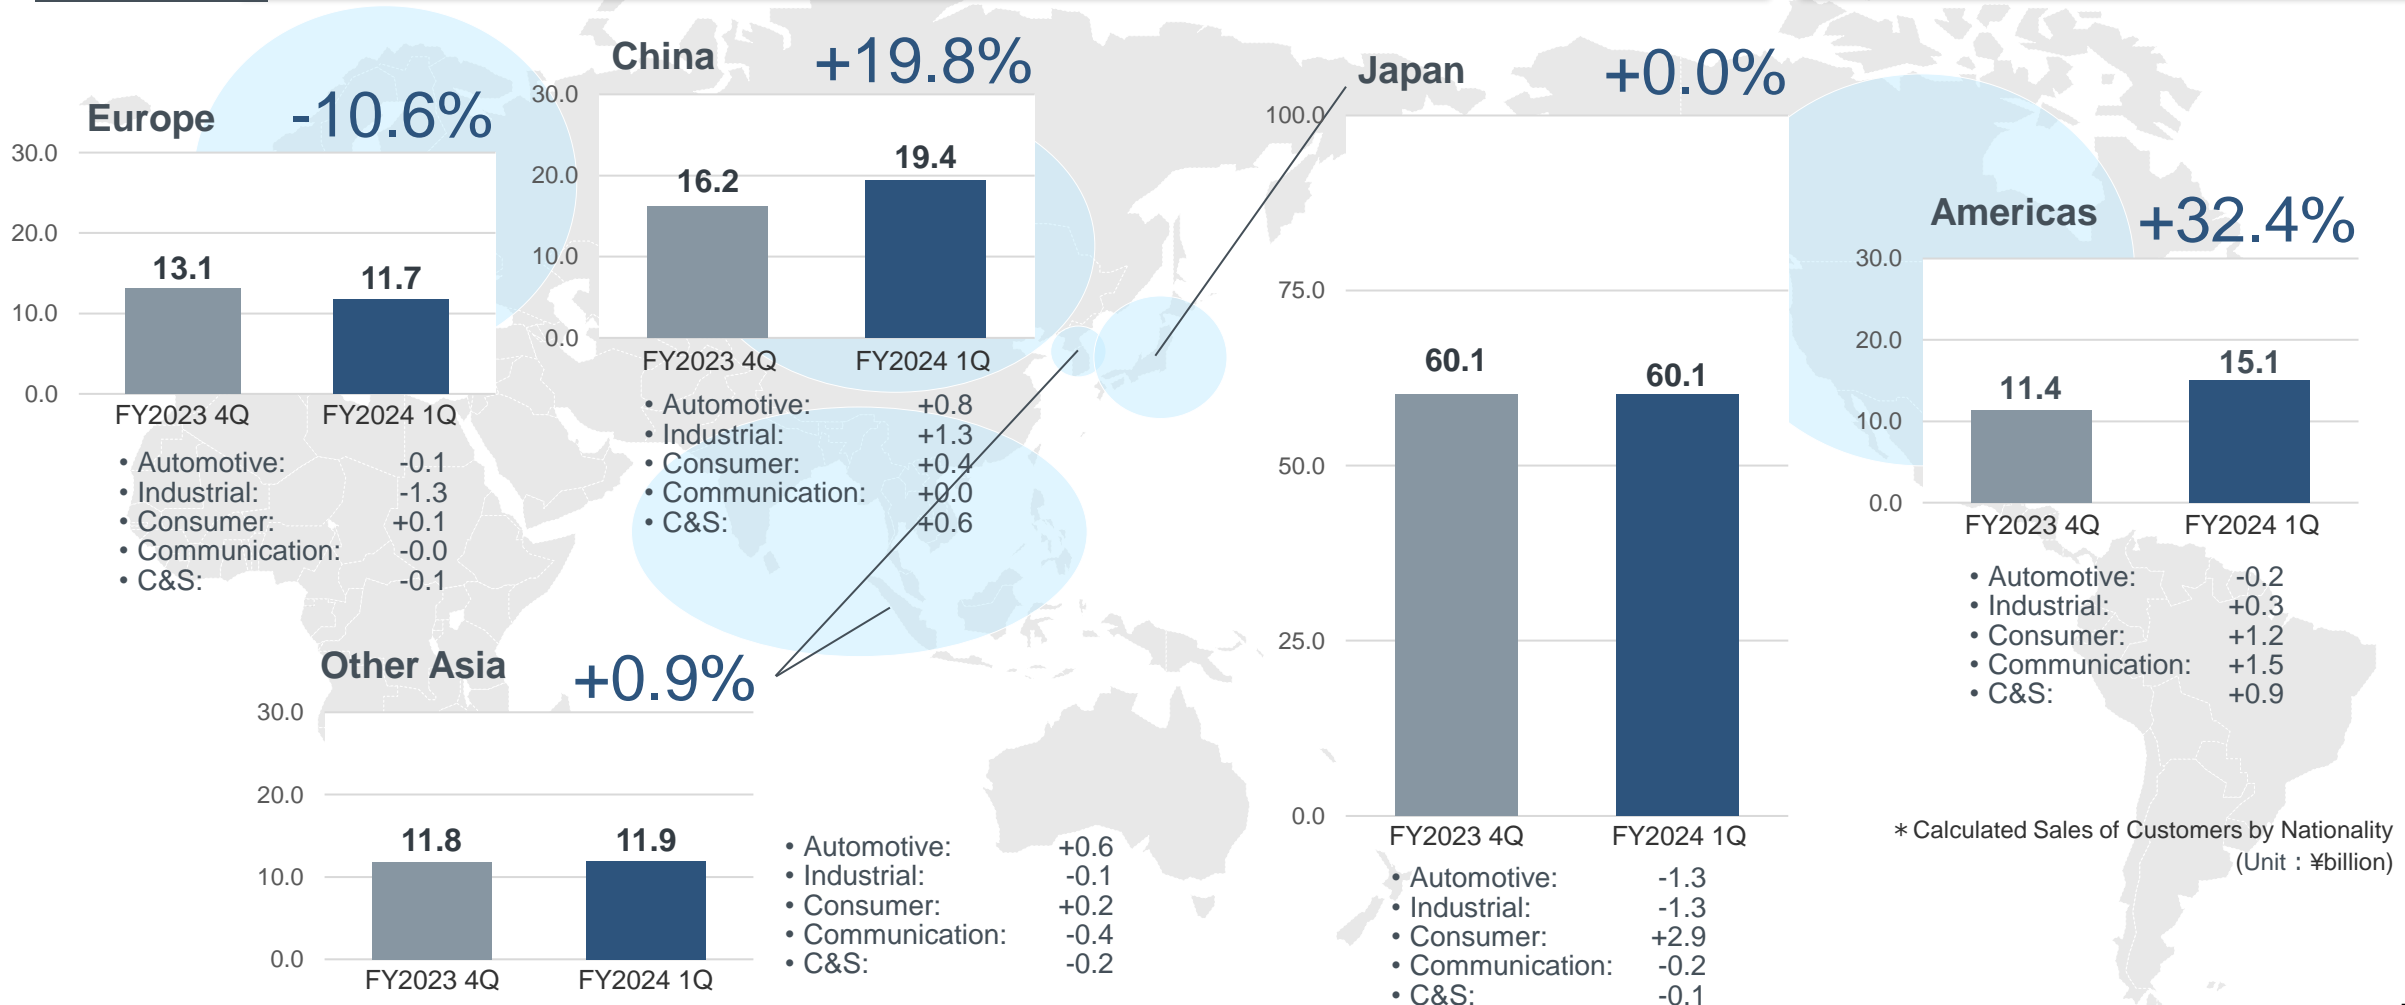 Europe -10.6%
30.0
20.0
10.0
0.0
13.1 11.7
FY2023 4Q FY2024 1Q
• Automotive: -0.1
• Industrial: -1.3
• Consumer: +0.1
• Communication: -0.0
• C&S: -0.1
China +19.8%
30.0
20.0
10.0
0.0
16.2 19.4
FY2023 4Q FY2024 1Q
• Automotive: +0.8
• Industrial: +1.3
• Consumer: +0.4
• Communication: +0.0
• C&S: +0.6
Other Asia +0.9%
30.0
20.0
10.0
0.0
11.8 11.9
FY2023 4Q FY2024 1Q
• Automotive: +0.6
• Industrial: -0.1
• Consumer: +0.2
• Communication: -0.4
• C&S: -0.2
Japan +0.0%
100.0
75.0
50.0
25.0
0.0
60.1 60.1
FY2023 4Q FY2024 1Q
• Automotive: -1.3
• Industrial: -1.3
• Consumer: +2.9
• Communication: -0.2
• C&S: -0.1
Americas +32.4%
30.0
20.0
10.0
0.0
11.4 15.1
FY2023 4Q FY2024 1Q
• Automotive: -0.2
• Industrial: +0.3
• Consumer: +1.2
• Communication: +1.5
• C&S: +0.9
＊Calculated Sales of Customers by Nationality
(Unit：¥billion)